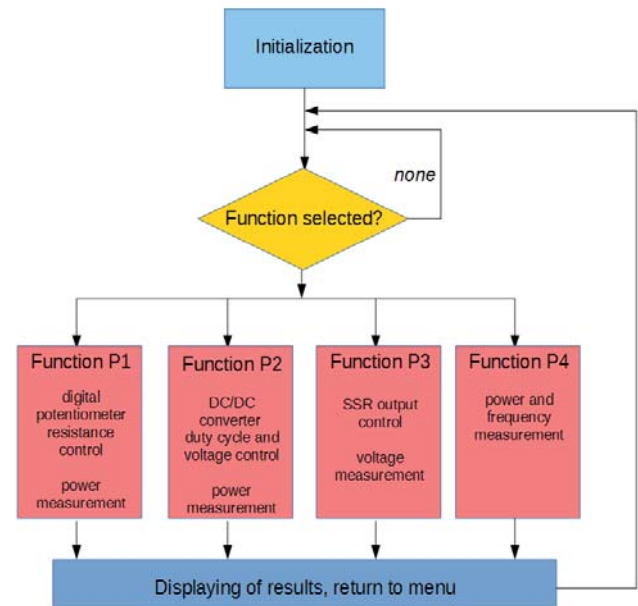 Initialization
none
Function selected?
Function P1
digital
potentiometer
resistance
control
power
measurement
Function P2
DC/DC
converter
duty cycle and
voltage control
power
measurement
Function P3
SSR output
control
voltage
measurement
Function P4
power and
frequency
measurement
Displaying of results, return to menu